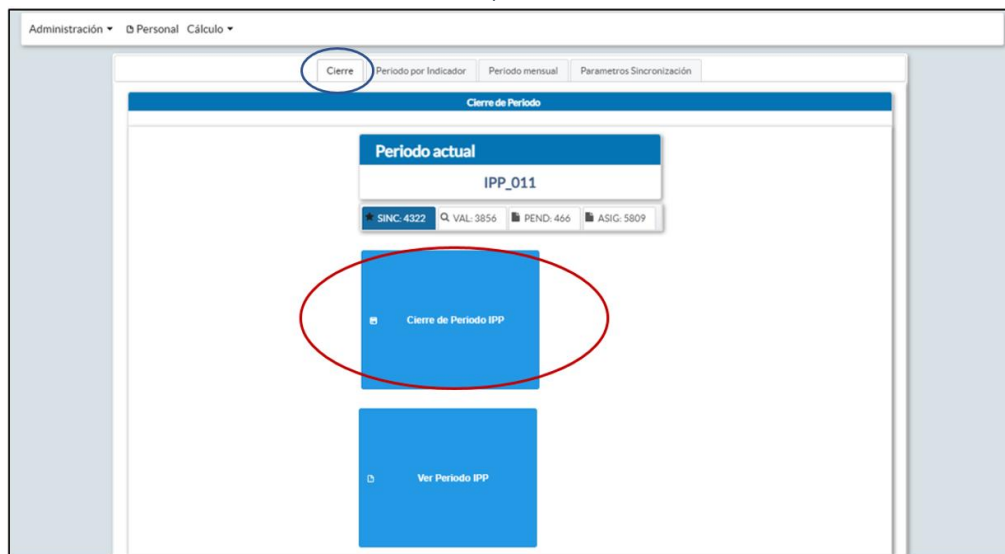 Administración Personal Cálculo
Cierre Periodo por Indicador Periodo mensual Parametros Sincronización
Cierre de Periodo
Periodo actual
IPP_011
SINC: 4322 VAL: 3856 PEND: 466 ASIG: 5809
Cierre de Periodo IPP
Ver Periodo IPP